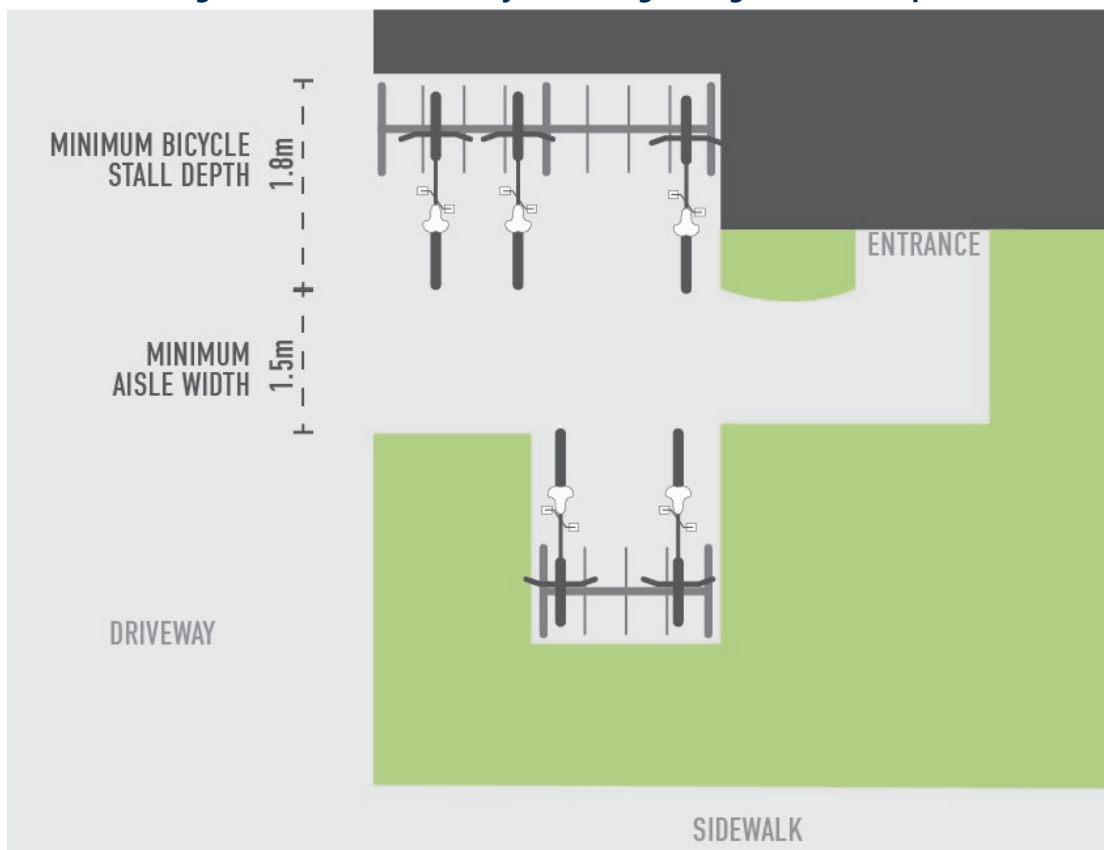 MINIMUM BICYCLE
STALL DEPTH
1.8m
ENTRANCE
MINIMUM
AISLE WIDTH
1.5m
DRIVEWAY
SIDEWALK